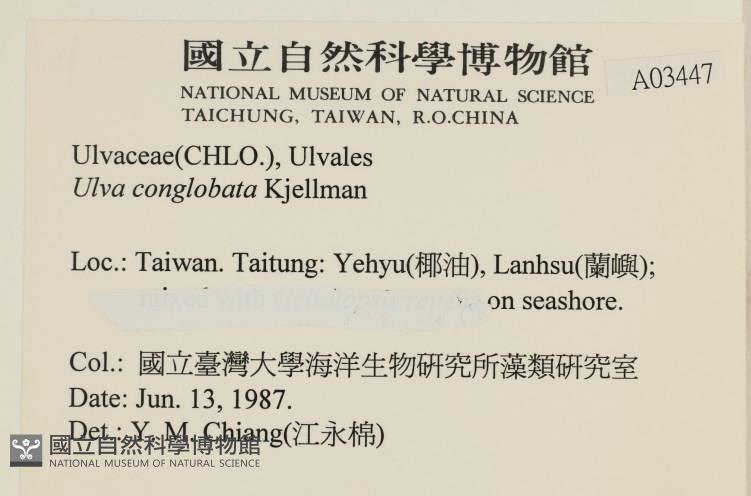 國立自然科學博物館
A03447
NATIONAL MUSEUM OF NATURAL SCIENCE
TAICHUNG, TAIWAN, R.O.CHINA
Ulvaceae(CHLO.), Ulvales
Ulva conglobata Kjellman
Loc.: Taiwan. Taitung: Yehyu(椰油), Lanhsu(蘭嶼);
mixed with on seashore.
Col.: 國立臺灣大學海洋生物研究所藻類研究室
Date: Jun. 13, 1987.
Det.: Y. M. Chiang(江永棉)
國立自然科學博物館
NATIONAL MUSEUM OF NATURAL SCIENCE